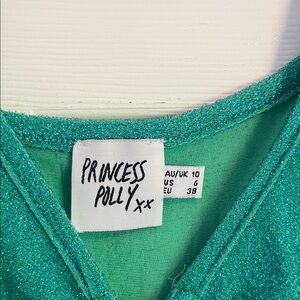 PRINCESS
POLLY xx
AU/UK 10
US 6
EU 38